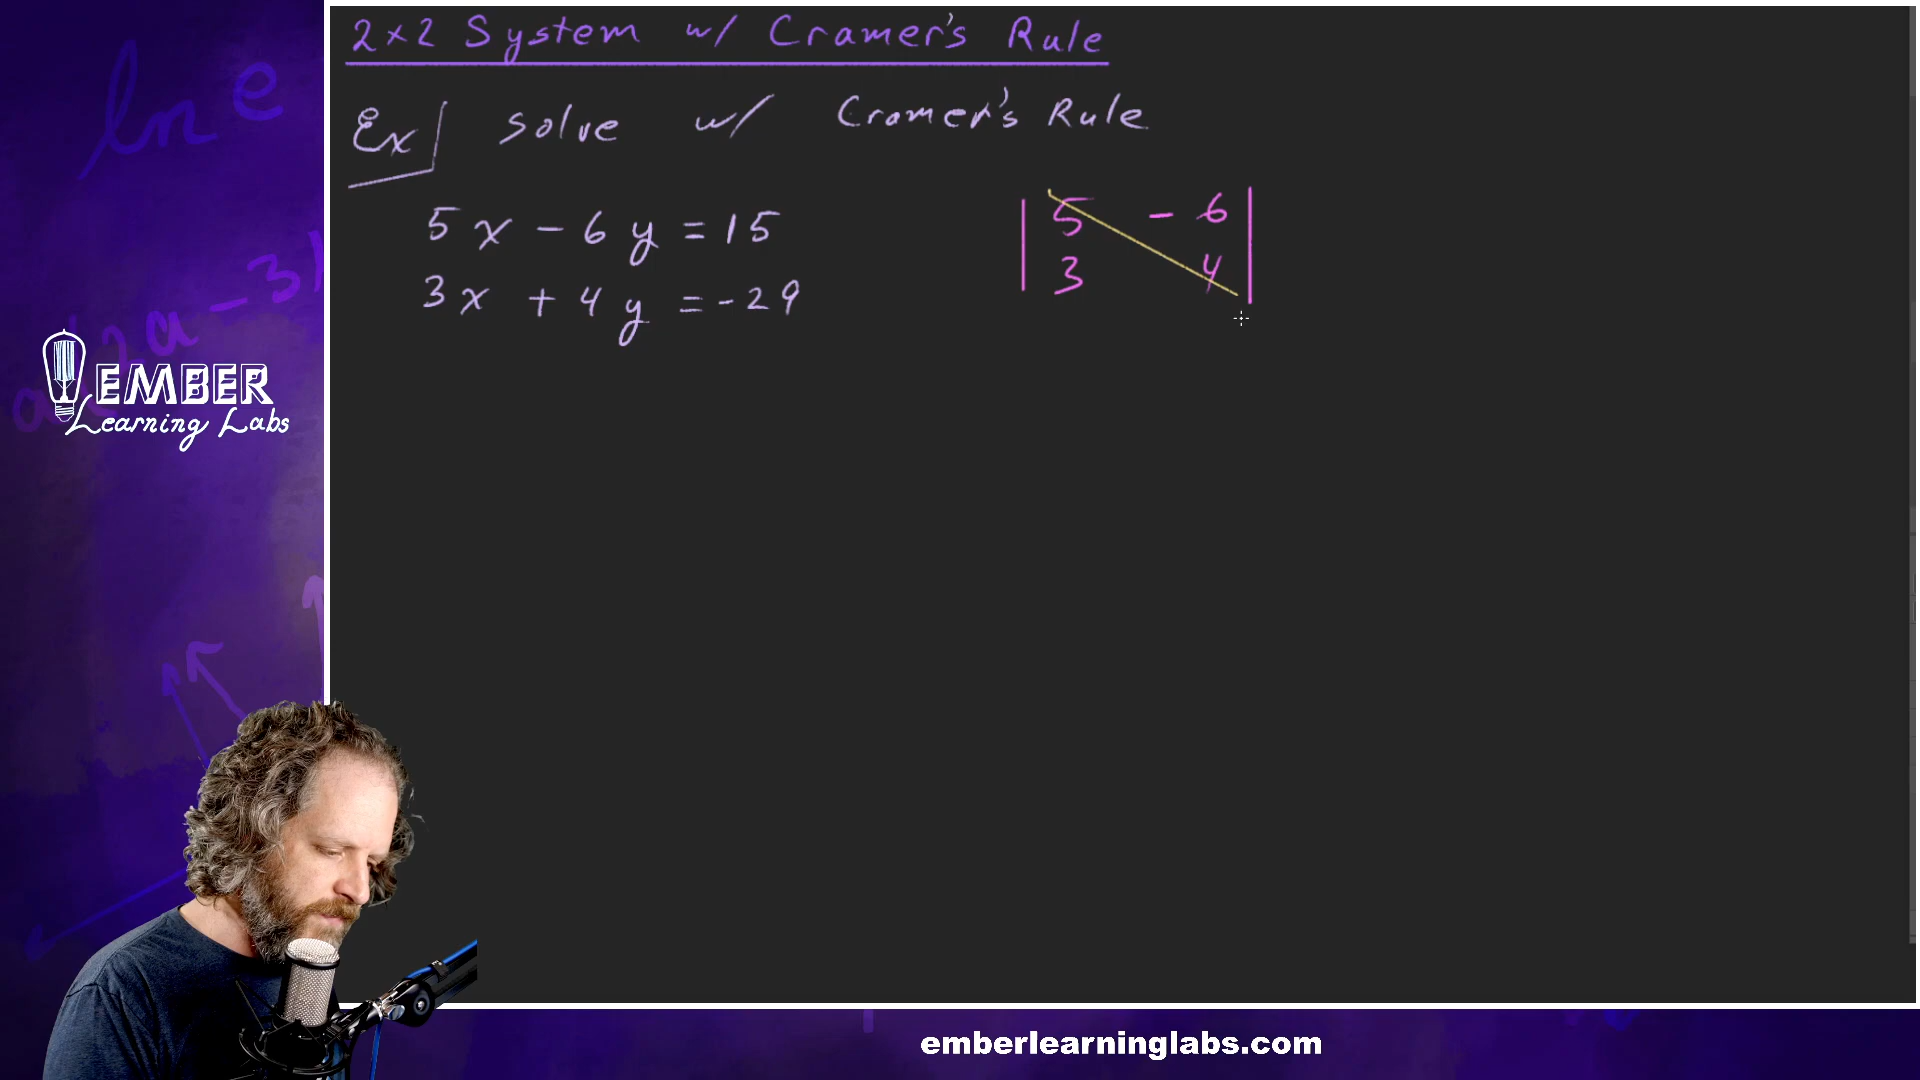 2×2 System w/ Cramer's Rule
Ex solve w/ Cramer's Rule
5x - 6y = 15
3x + 4y = -29
| 5 - 6 |
| 3 4 |
ln e
EMBER
Learning Labs
emberlearninglabs.com